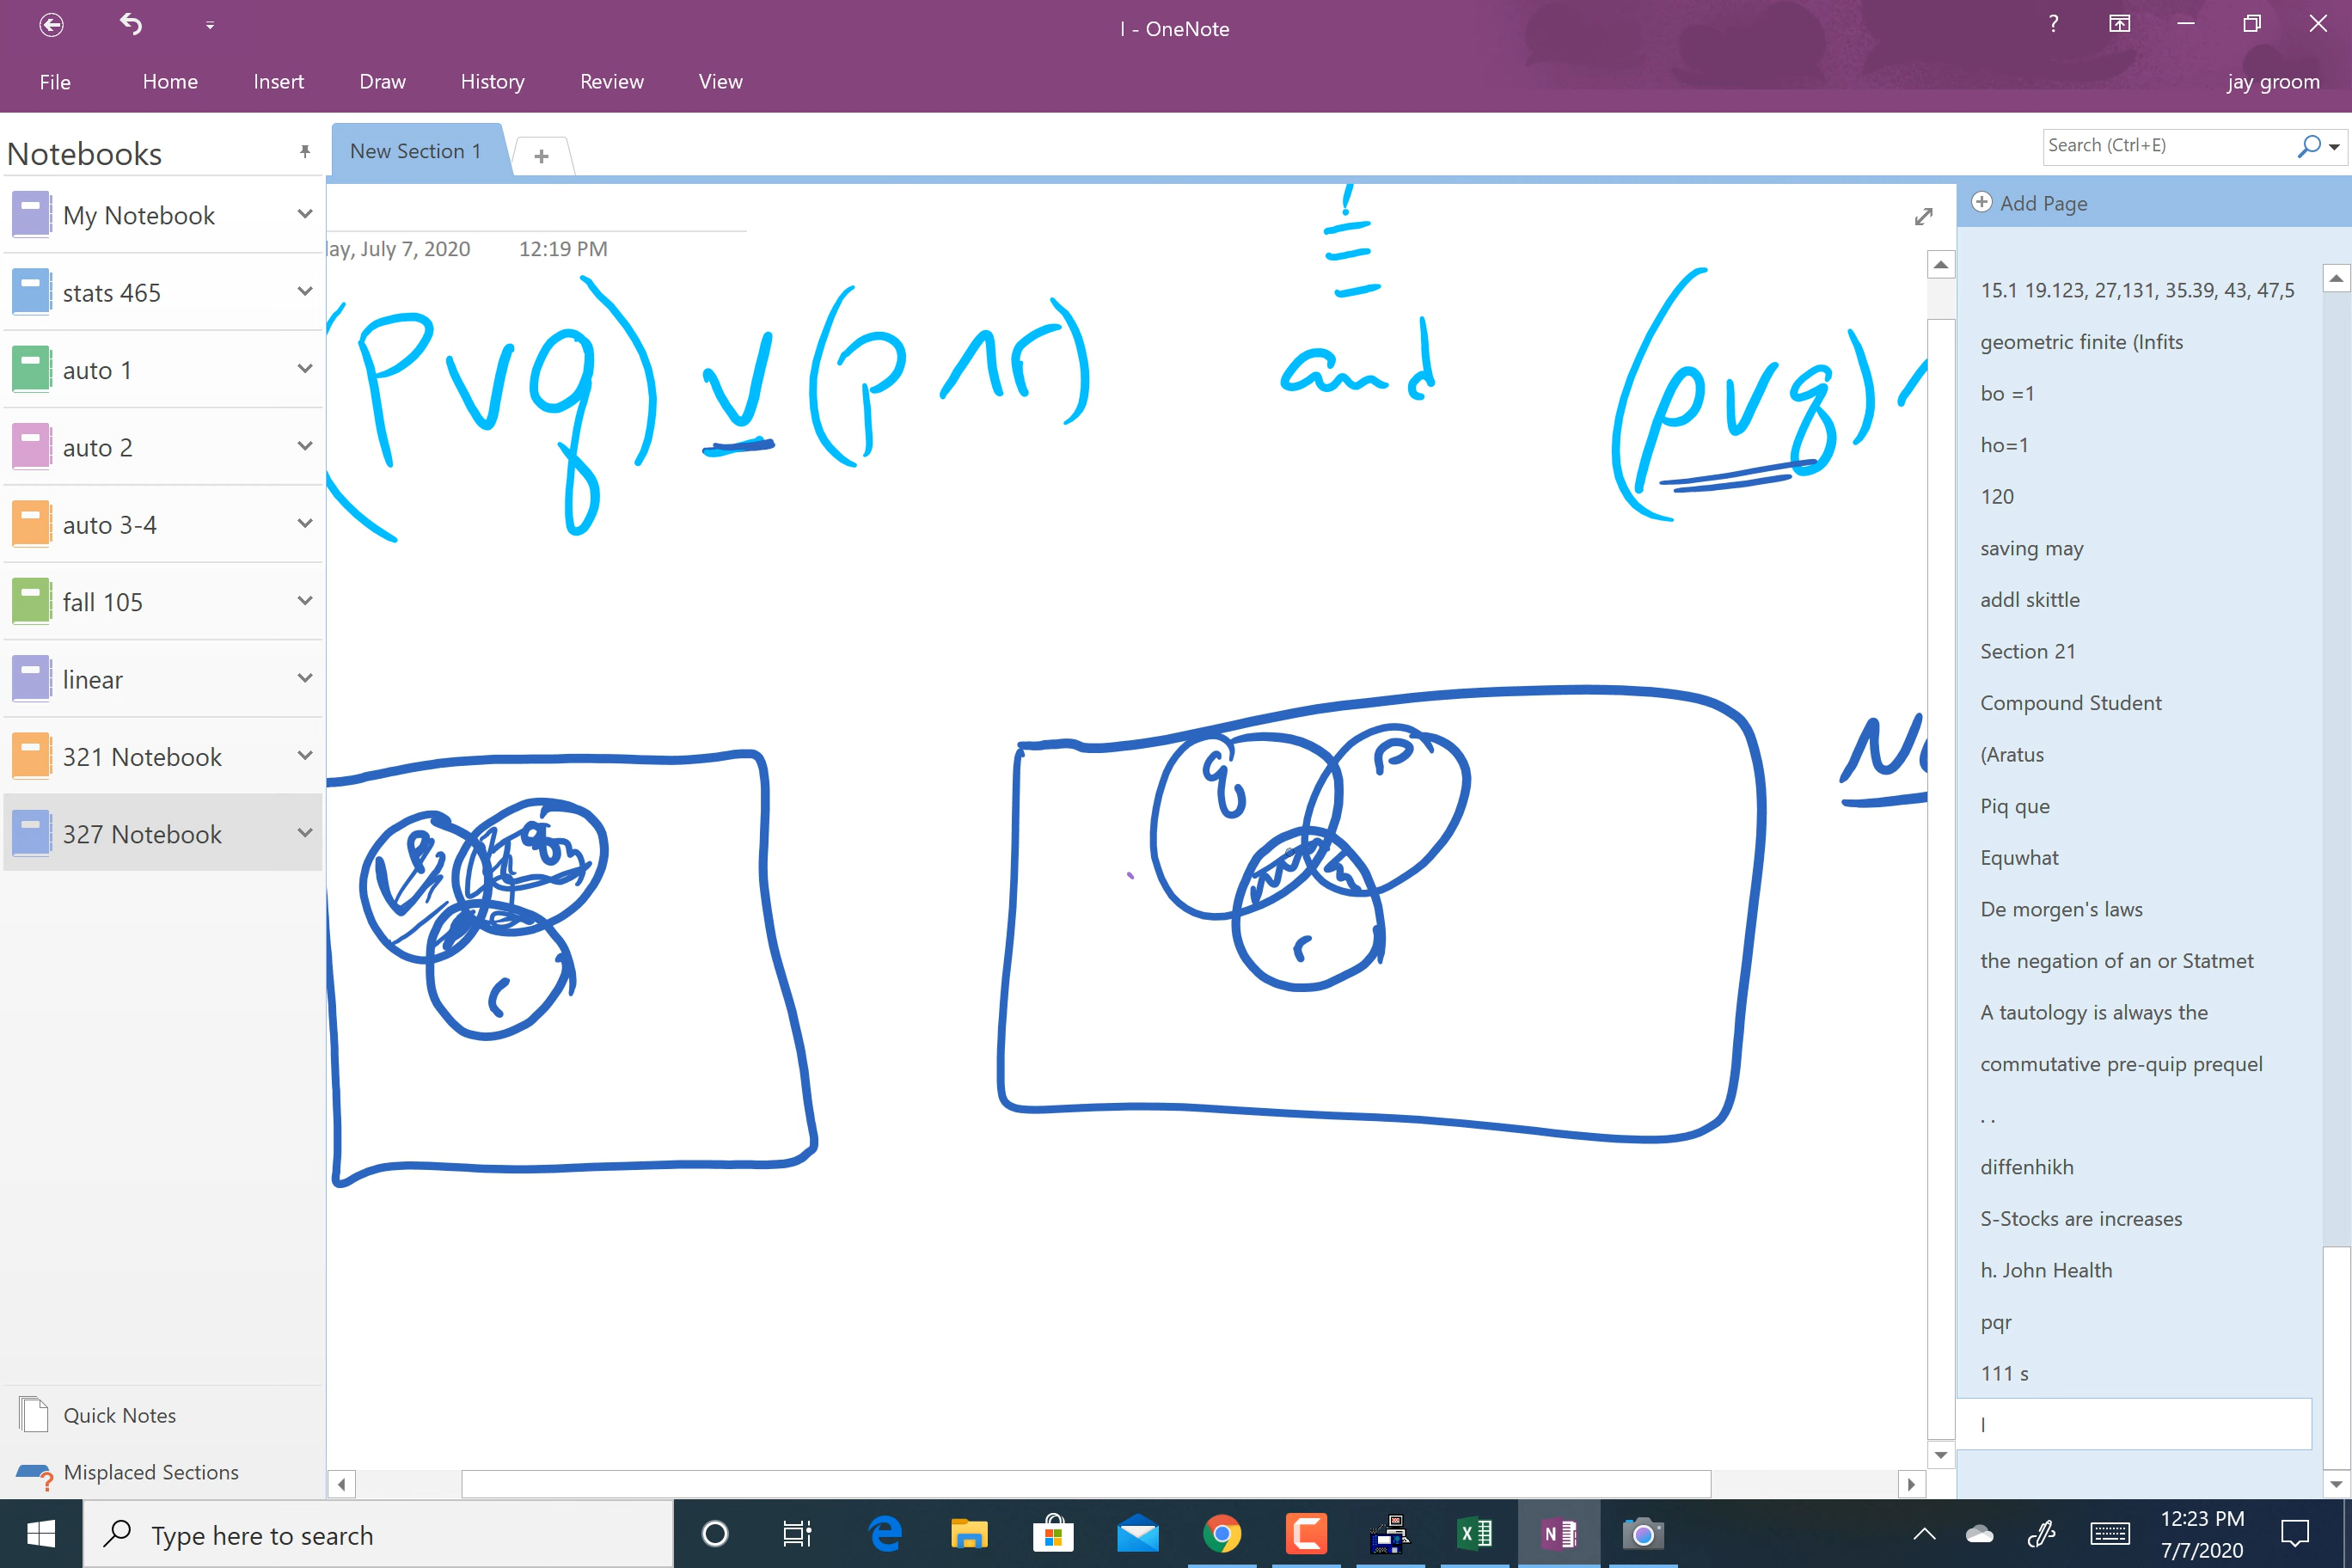 I - OneNote
?
File Home Insert Draw History Review View
jay groom
Notebooks
New Section 1
Search (Ctrl+E)
My Notebook
stats 465
auto 1
auto 2
auto 3-4
fall 105
linear
321 Notebook
327 Notebook
Quick Notes
Misplaced Sections
ay, July 7, 2020 12:19 PM
?
≡
(p∨q) ∨ (p∧r) and (p∨q)
p q
r
q p
r
Add Page
15.1 19.123, 27,131, 35.39, 43, 47,5
geometric finite (Infits
bo =1
ho=1
120
saving may
addl skittle
Section 21
Compound Student
(Aratus
Piq que
Equwhat
De morgen's laws
the negation of an or Statmet
A tautology is always the
commutative pre-quip prequel
. .
diffenhikh
S-Stocks are increases
h. John Health
pqr
111 s
I
Type here to search
12:23 PM
7/7/2020